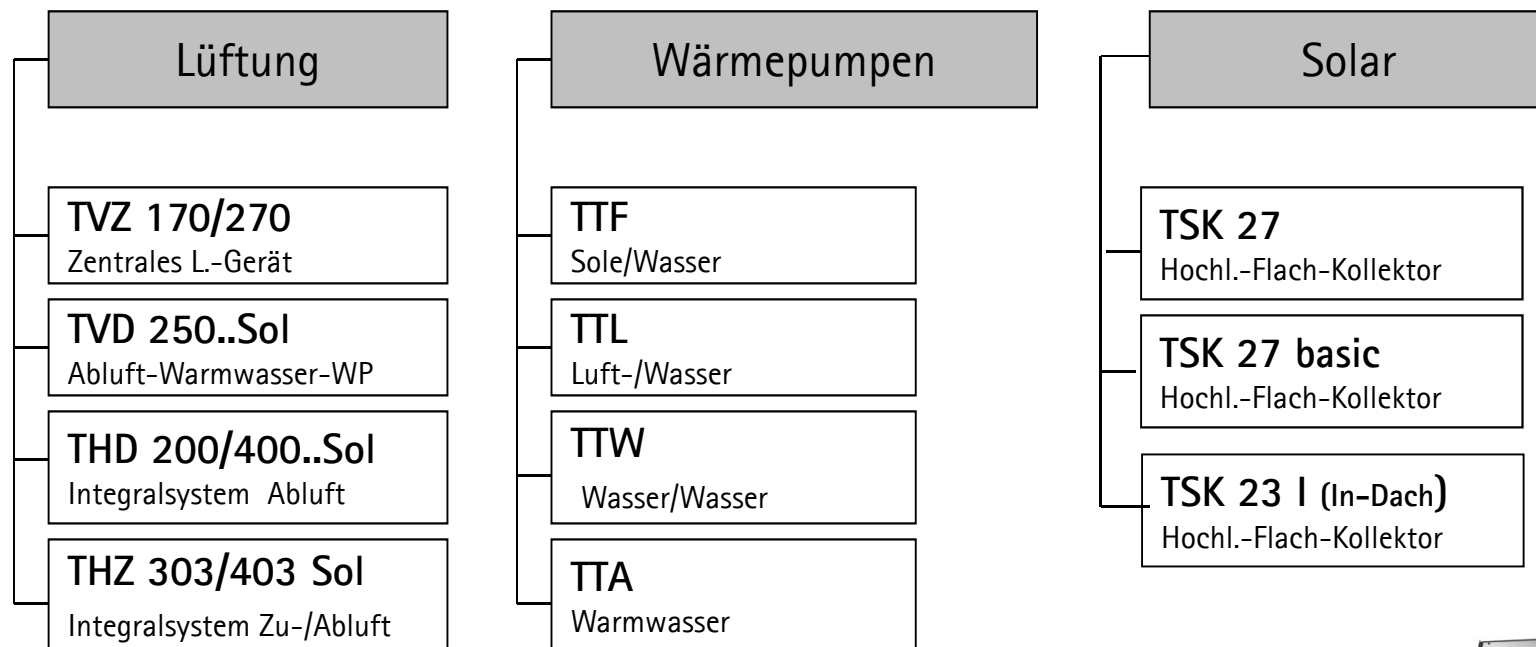 Lüftung
TVZ 170/270
Zentrales L.-Gerät
TVD 250..Sol
Abluft-Warmwasser-WP
THD 200/400..Sol
Integralsystem Abluft
THZ 303/403 Sol
Integralsystem Zu-/Abluft
Wärmepumpen
TTF
Sole/Wasser
TTL
Luft-/Wasser
TTW
Wasser/Wasser
TTA
Warmwasser
Solar
TSK 27
Hochl.-Flach-Kollektor
TSK 27 basic
Hochl.-Flach-Kollektor
TSK 23 I (In-Dach)
Hochl.-Flach-Kollektor